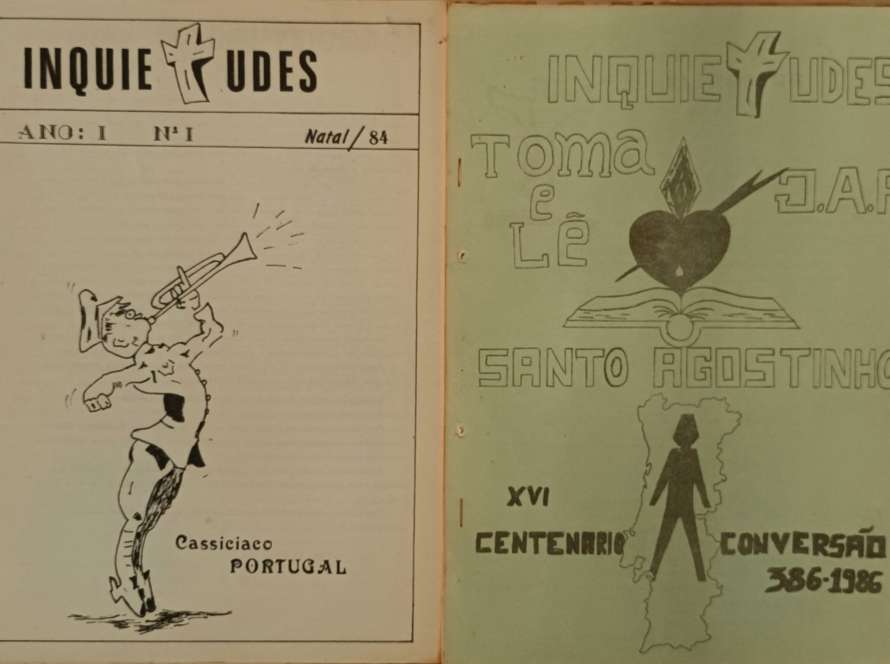 INQUIETUDES
ANO: I Nº I Natal/84
Cassiciaco
PORTUGAL
INQUIETUDES
TOMA
e
LÊ
J.A.
SANTO AGOSTINHO
XVI
CENTENARIO CONVERSÃO
386-1986